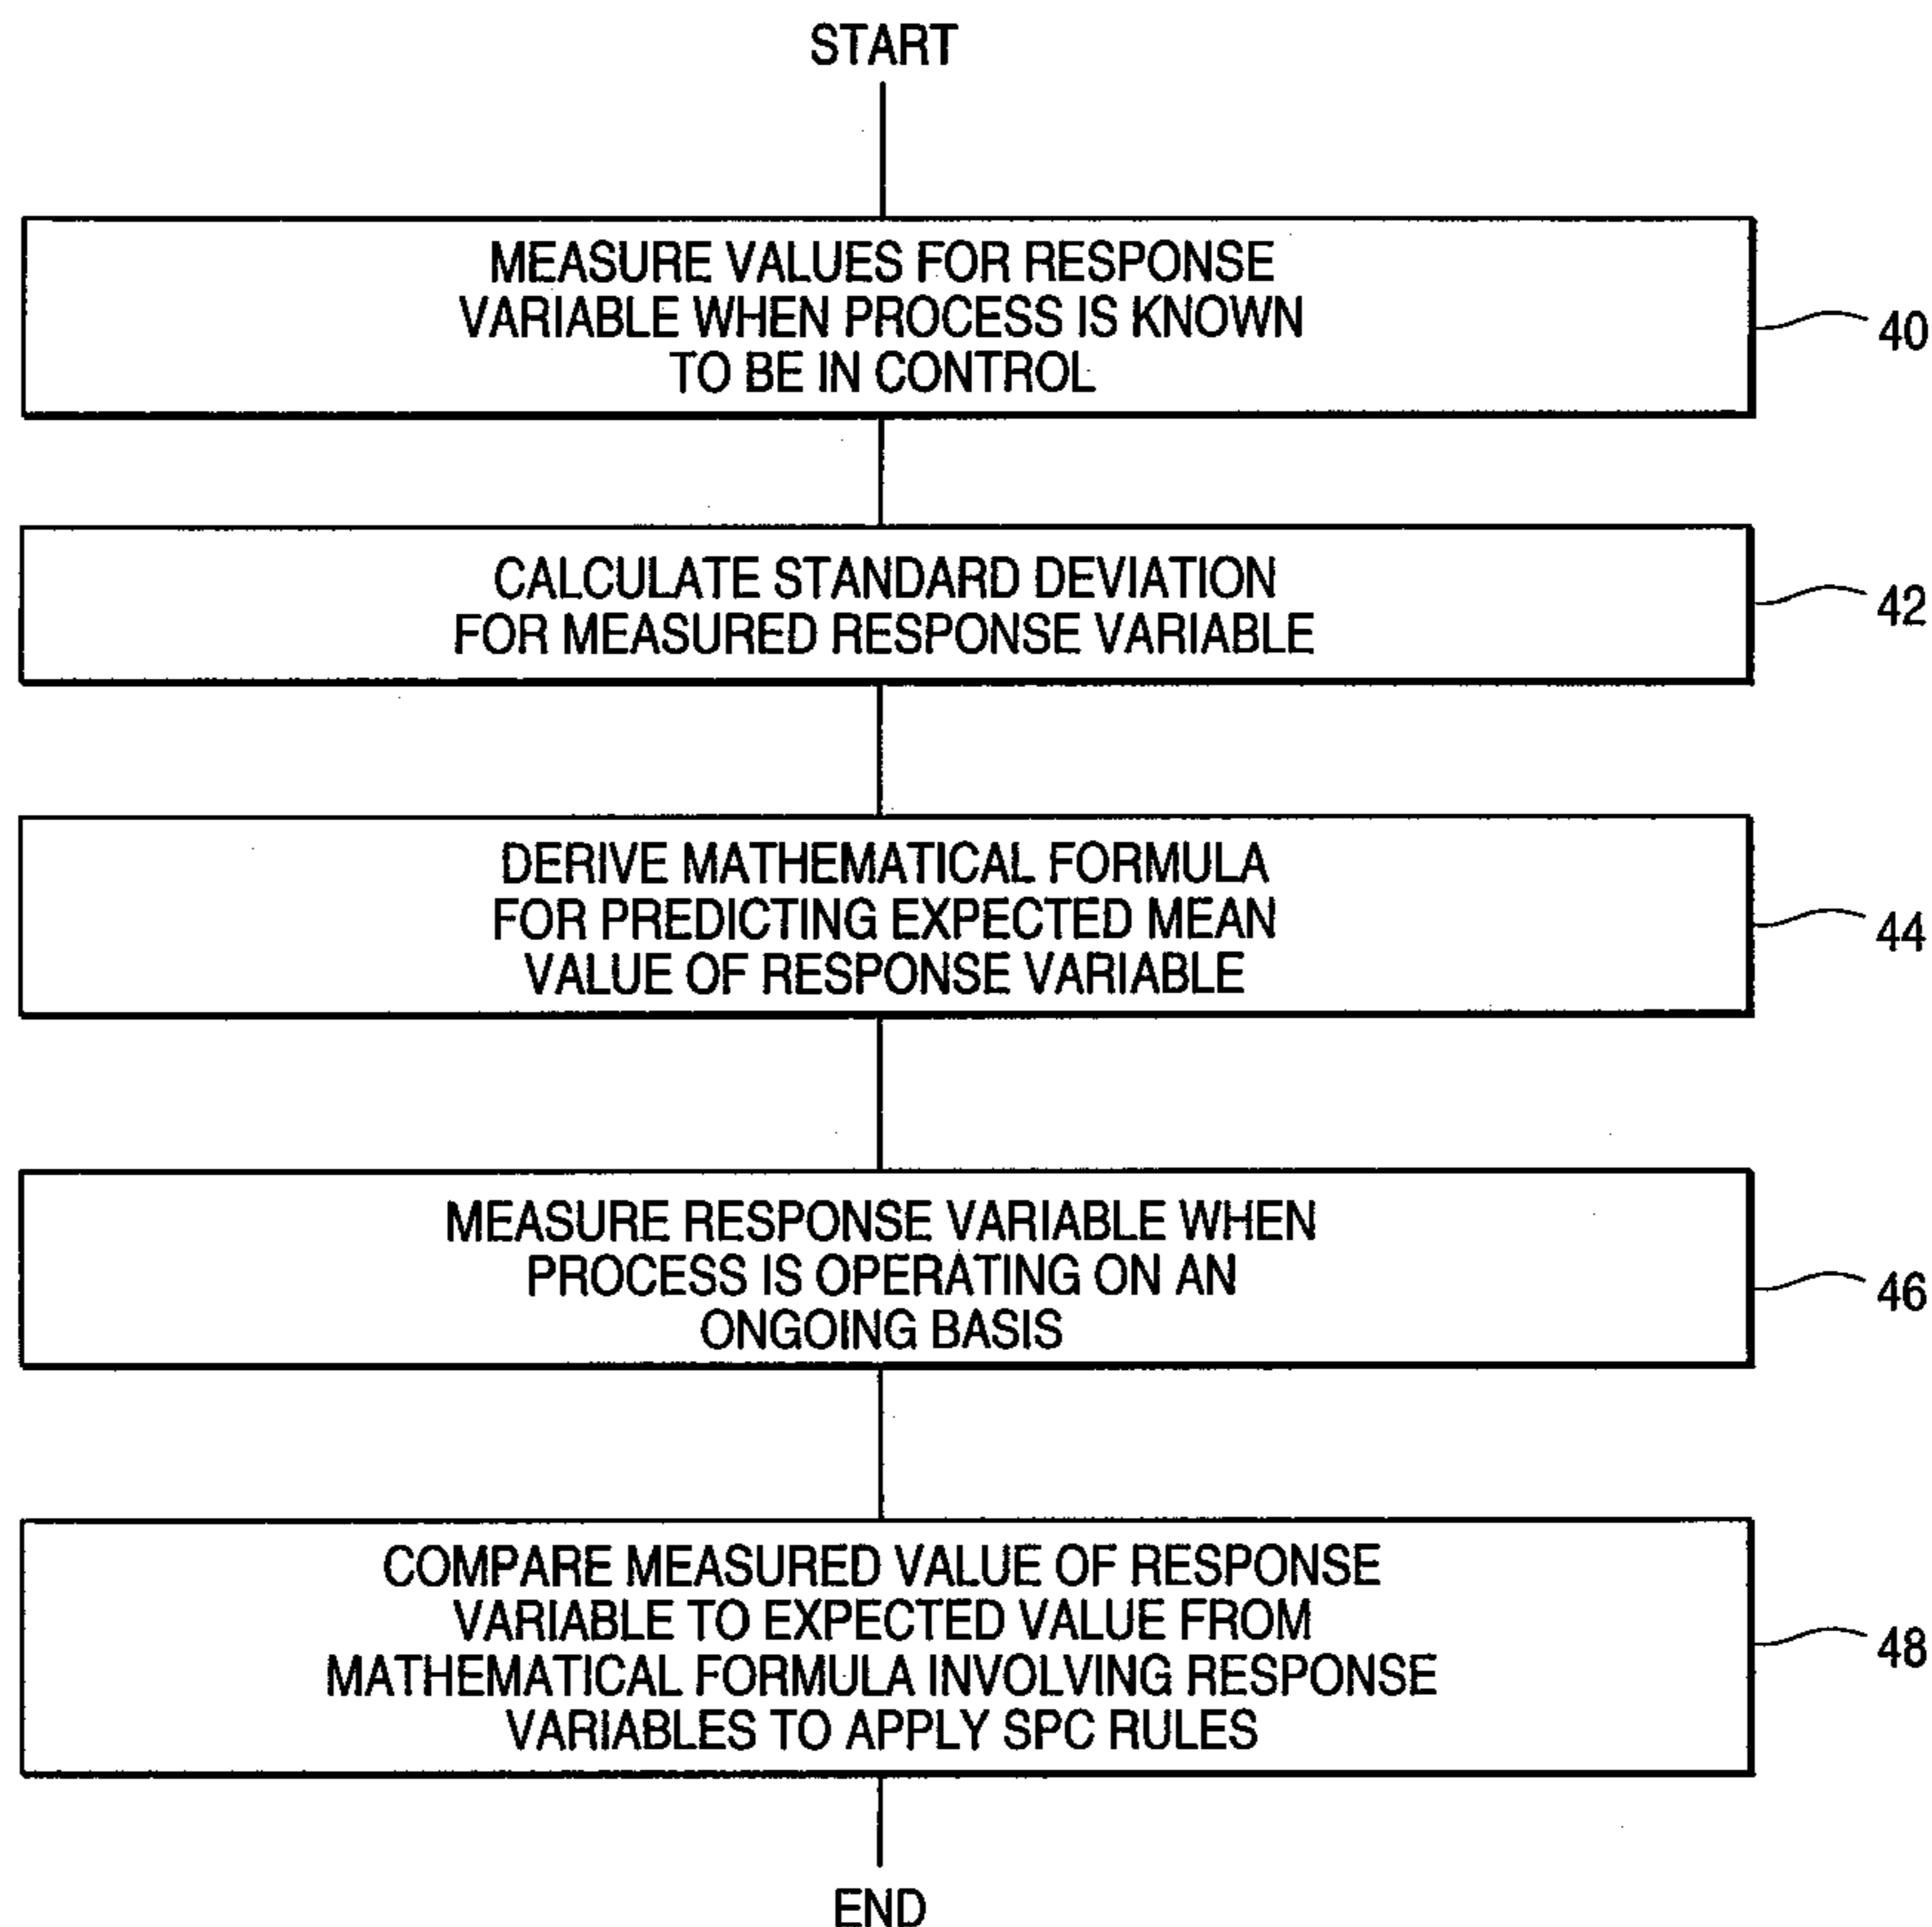 START
MEASURE VALUES FOR RESPONSE
VARIABLE WHEN PROCESS IS KNOWN
TO BE IN CONTROL
40
CALCULATE STANDARD DEVIATION
FOR MEASURED RESPONSE VARIABLE
42
DERIVE MATHEMATICAL FORMULA
FOR PREDICTING EXPECTED MEAN
VALUE OF RESPONSE VARIABLE
44
MEASURE RESPONSE VARIABLE WHEN
PROCESS IS OPERATING ON AN
ONGOING BASIS
46
COMPARE MEASURED VALUE OF RESPONSE
VARIABLE TO EXPECTED VALUE FROM
MATHEMATICAL FORMULA INVOLVING RESPONSE
VARIABLES TO APPLY SPC RULES
48
END